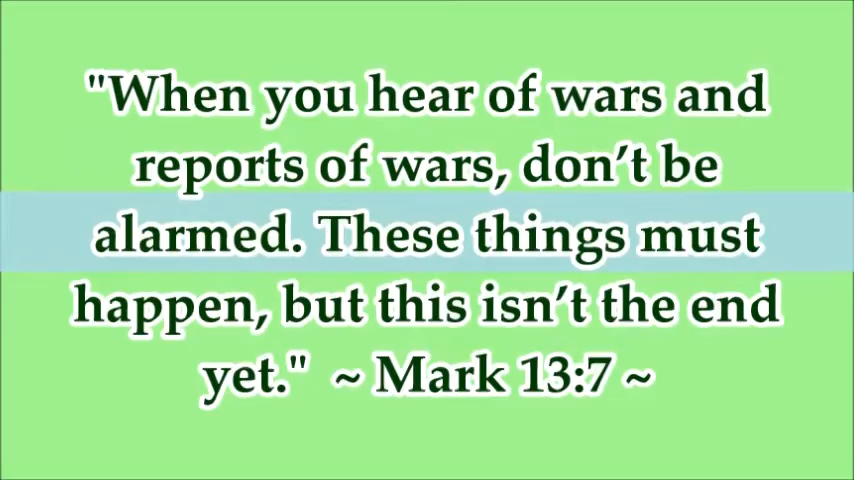 "When you hear of wars and
reports of wars, don’t be
alarmed. These things must
happen, but this isn’t the end
yet."  ~ Mark 13:7 ~